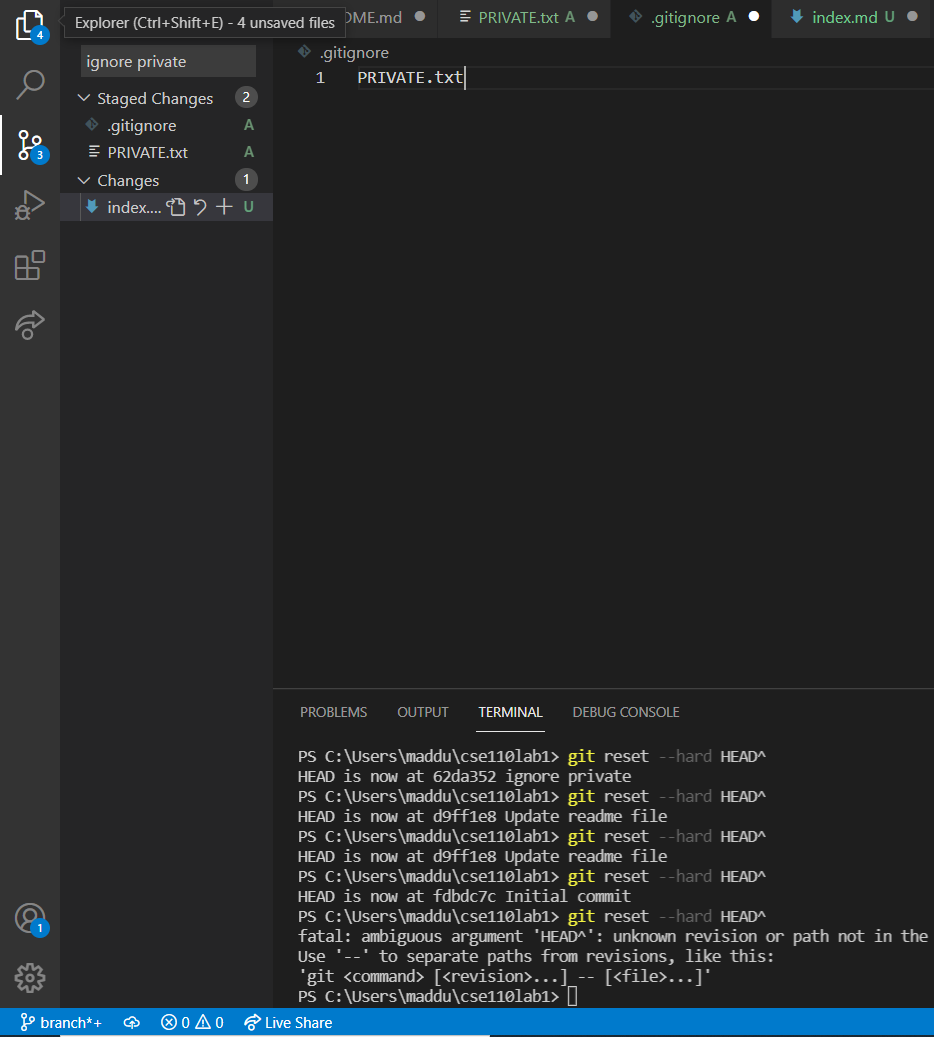 Explorer (Ctrl+Shift+E) - 4 unsaved files
OME.md
PRIVATE.txt A
.gitignore A
index.md U
4
ignore private
.gitignore
1 PRIVATE.txt
Staged Changes 2
.gitignore A
PRIVATE.txt A
3
Changes 1
index.... U
PROBLEMS OUTPUT TERMINAL DEBUG CONSOLE
PS C:\Users\maddu\cse110lab1> git reset --hard HEAD^
HEAD is now at 62da352 ignore private
PS C:\Users\maddu\cse110lab1> git reset --hard HEAD^
HEAD is now at d9ff1e8 Update readme file
PS C:\Users\maddu\cse110lab1> git reset --hard HEAD^
HEAD is now at d9ff1e8 Update readme file
PS C:\Users\maddu\cse110lab1> git reset --hard HEAD^
HEAD is now at fdbdc7c Initial commit
PS C:\Users\maddu\cse110lab1> git reset --hard HEAD^
fatal: ambiguous argument 'HEAD^': unknown revision or path not in the
Use '--' to separate paths from revisions, like this:
'git <command> [<revision>...] -- [<file>...]'
PS C:\Users\maddu\cse110lab1>
1
branch*+ 0 0 Live Share